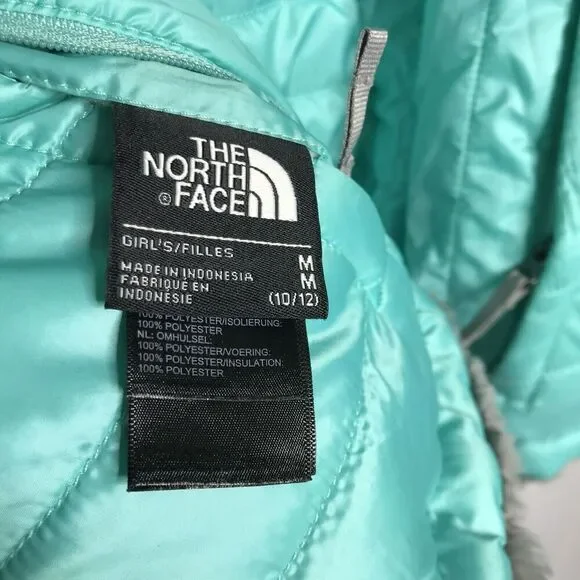 THE
NORTH
® FACE
GIRL'S/FILLES M
MADE IN INDONESIA M
FABRIQUÉ EN
INDONÉSIE (10/12)
100% POLYESTER/ISOLIERUNG:
100% POLYESTER
NL: OMHULSEL:
100% POLYESTER/VOERING:
100% POLYESTER/INSULATION:
100% POLYESTER